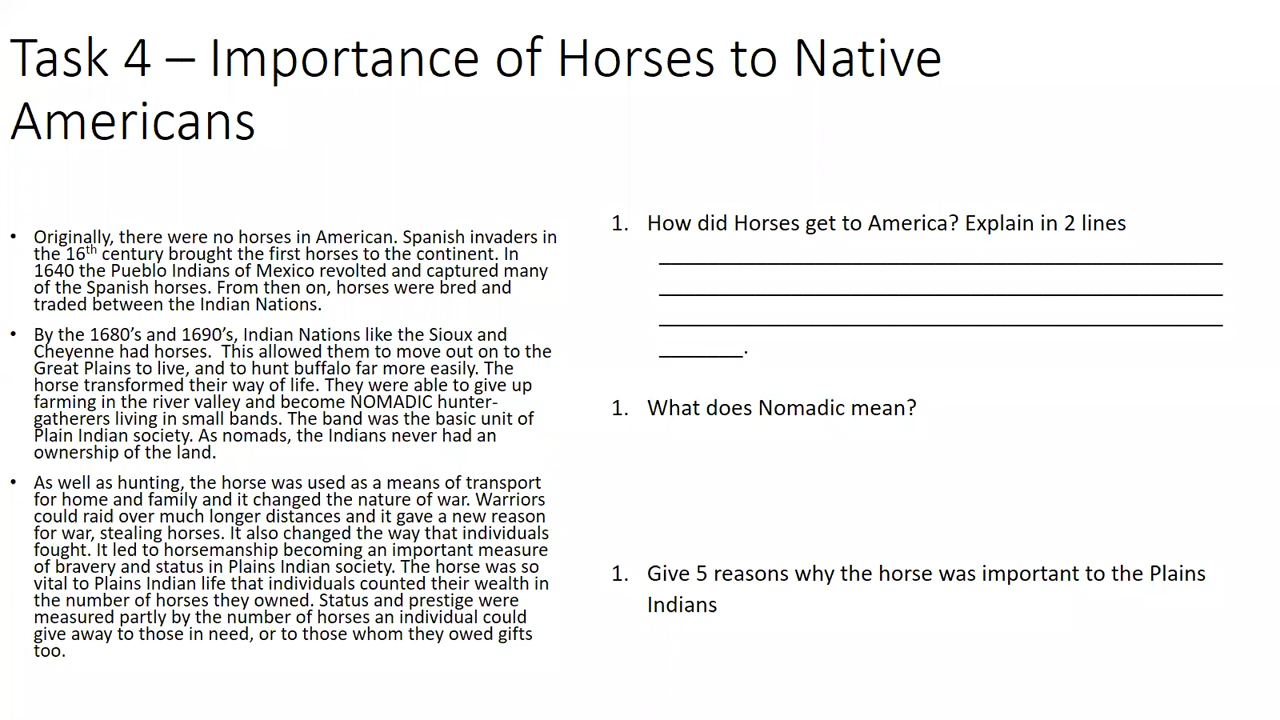 Task 4 – Importance of Horses to Native
Americans
• Originally, there were no horses in American. Spanish invaders in
the 16th century brought the first horses to the continent. In
1640 the Pueblo Indians of Mexico revolted and captured many
of the Spanish horses. From then on, horses were bred and
traded between the Indian Nations.
• By the 1680’s and 1690’s, Indian Nations like the Sioux and
Cheyenne had horses.  This allowed them to move out on to the
Great Plains to live, and to hunt buffalo far more easily. The
horse transformed their way of life. They were able to give up
farming in the river valley and become NOMADIC hunter-
gatherers living in small bands. The band was the basic unit of
Plain Indian society. As nomads, the Indians never had an
ownership of the land.
• As well as hunting, the horse was used as a means of transport
for home and family and it changed the nature of war. Warriors
could raid over much longer distances and it gave a new reason
for war, stealing horses. It also changed the way that individuals
fought. It led to horsemanship becoming an important measure
of bravery and status in Plains Indian society. The horse was so
vital to Plains Indian life that individuals counted their wealth in
the number of horses they owned. Status and prestige were
measured partly by the number of horses an individual could
give away to those in need, or to those whom they owed gifts
too.
1. How did Horses get to America? Explain in 2 lines
1. What does Nomadic mean?
1. Give 5 reasons why the horse was important to the Plains
Indians